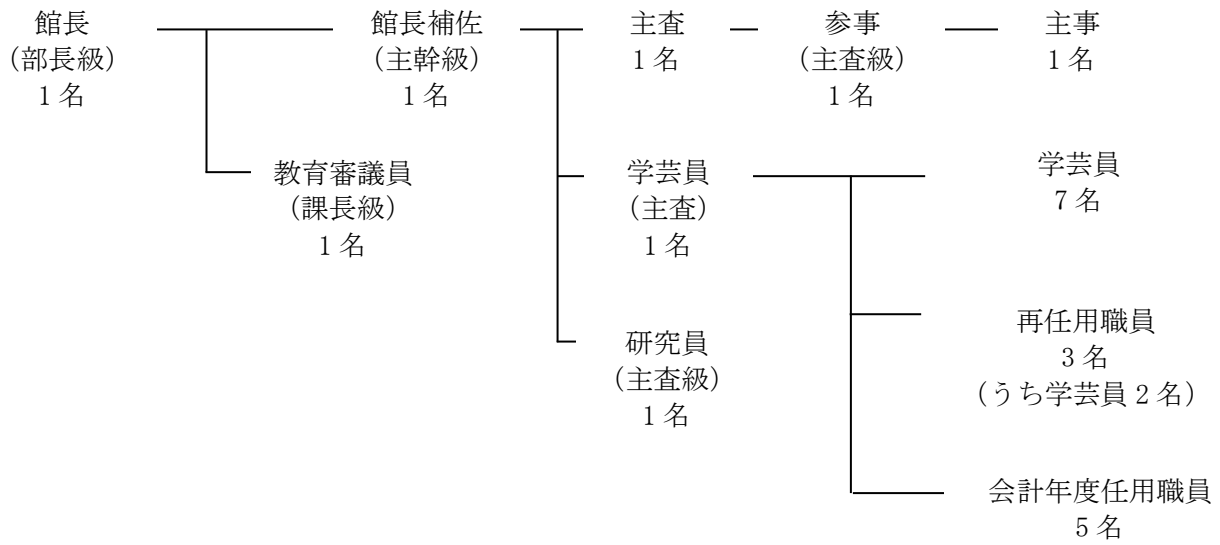 館長
(部長級)
1名
館長補佐
(主幹級)
1名
主査
1名
参事
(主査級)
1名
主事
1名
教育審議員
(課長級)
1名
学芸員
(主査)
1名
学芸員
7名
研究員
(主査級)
1名
再任用職員
3名
(うち学芸員2名)
会計年度任用職員
5名